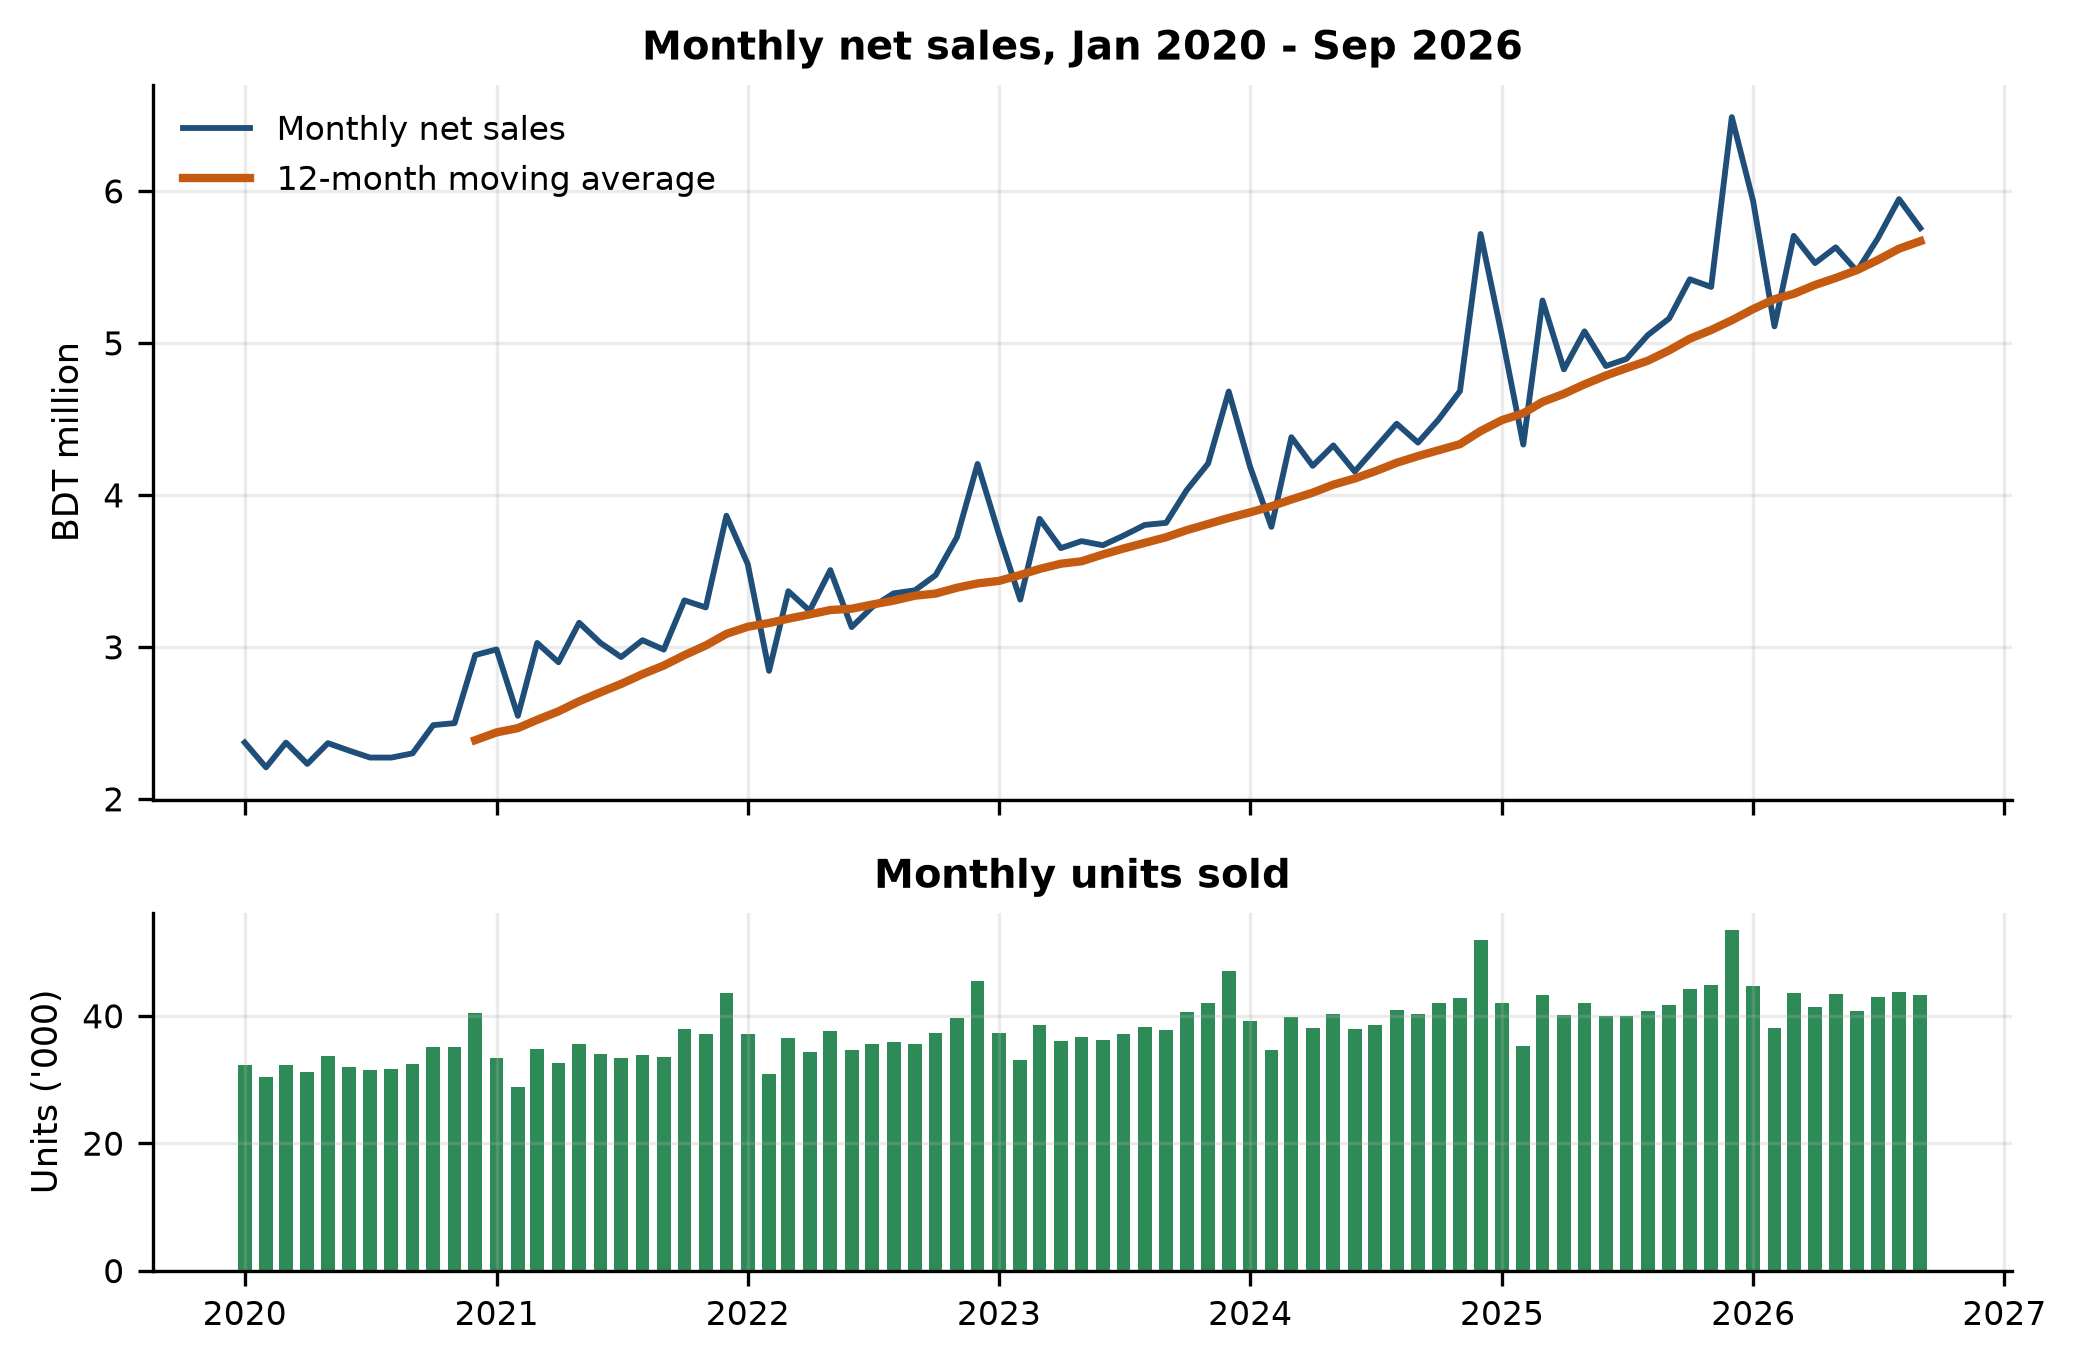 Monthly net sales, Jan 2020 - Sep 2026
Monthly net sales
12-month moving average
BDT million
6
5
4
3
2
Monthly units sold
Units ('000)
40
20
0
2020 2021 2022 2023 2024 2025 2026 2027